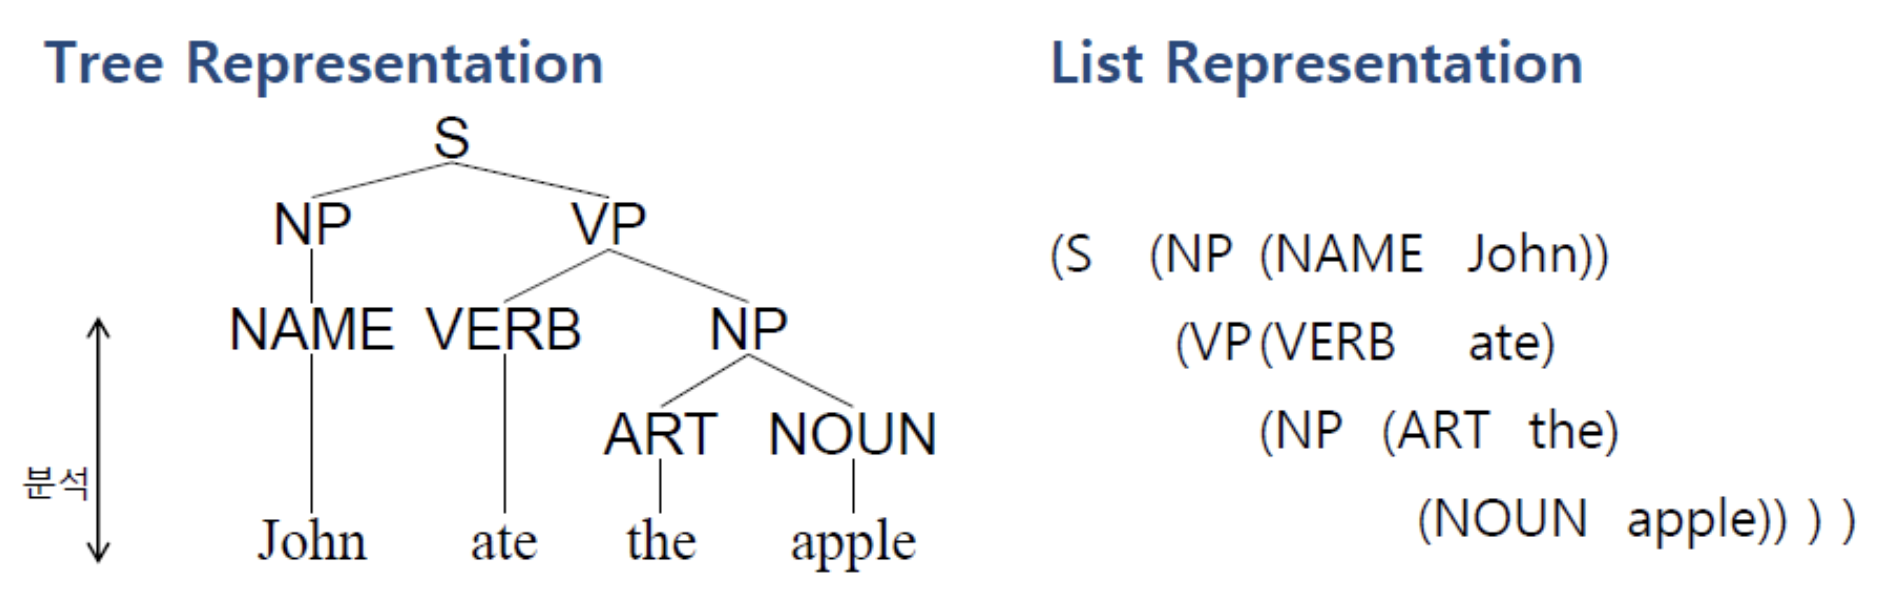 Tree Representation
S
NP VP
NAME VERB NP
ART NOUN
분석
John ate the apple
List Representation
(S (NP (NAME John))
(VP (VERB ate)
(NP (ART the)
(NOUN apple)) ) )